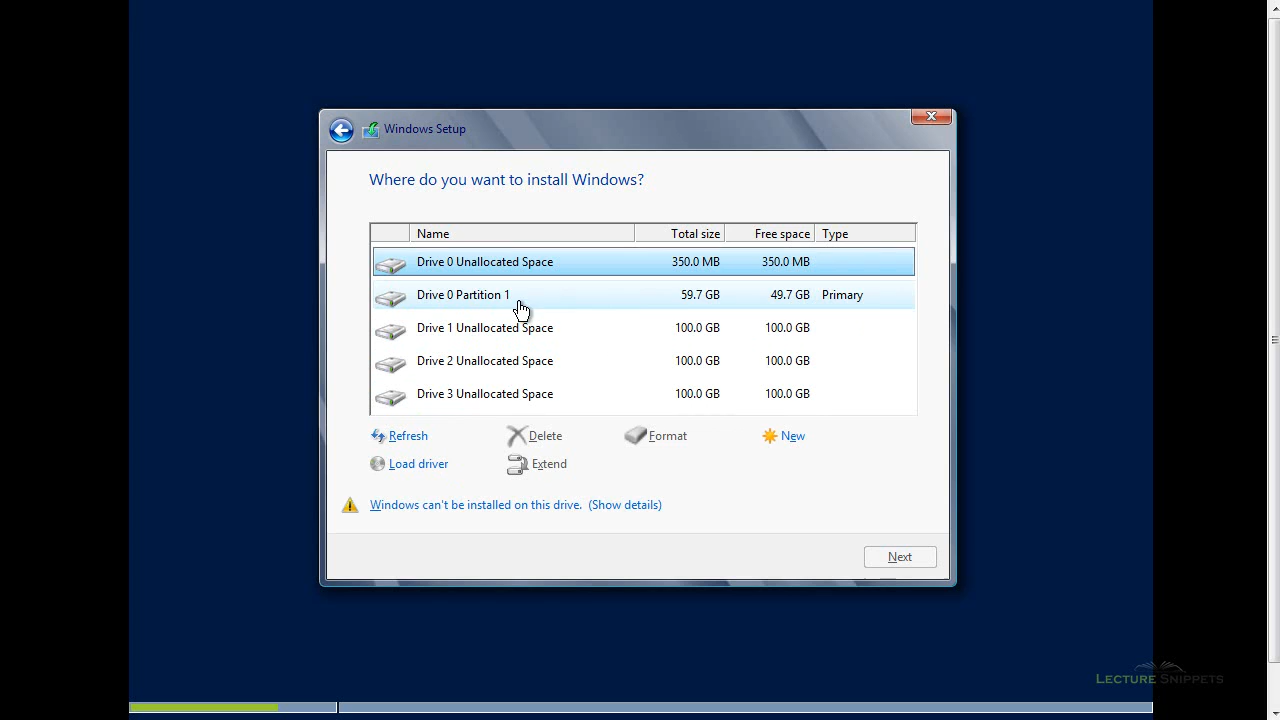 Windows Setup
Where do you want to install Windows?
Name Total size Free space Type
Drive 0 Unallocated Space 350.0 MB 350.0 MB
Drive 0 Partition 1 59.7 GB 49.7 GB Primary
Drive 1 Unallocated Space 100.0 GB 100.0 GB
Drive 2 Unallocated Space 100.0 GB 100.0 GB
Drive 3 Unallocated Space 100.0 GB 100.0 GB
Refresh Delete Format New
Load driver Extend
Windows can't be installed on this drive. (Show details)
Next
Lecture Snippets